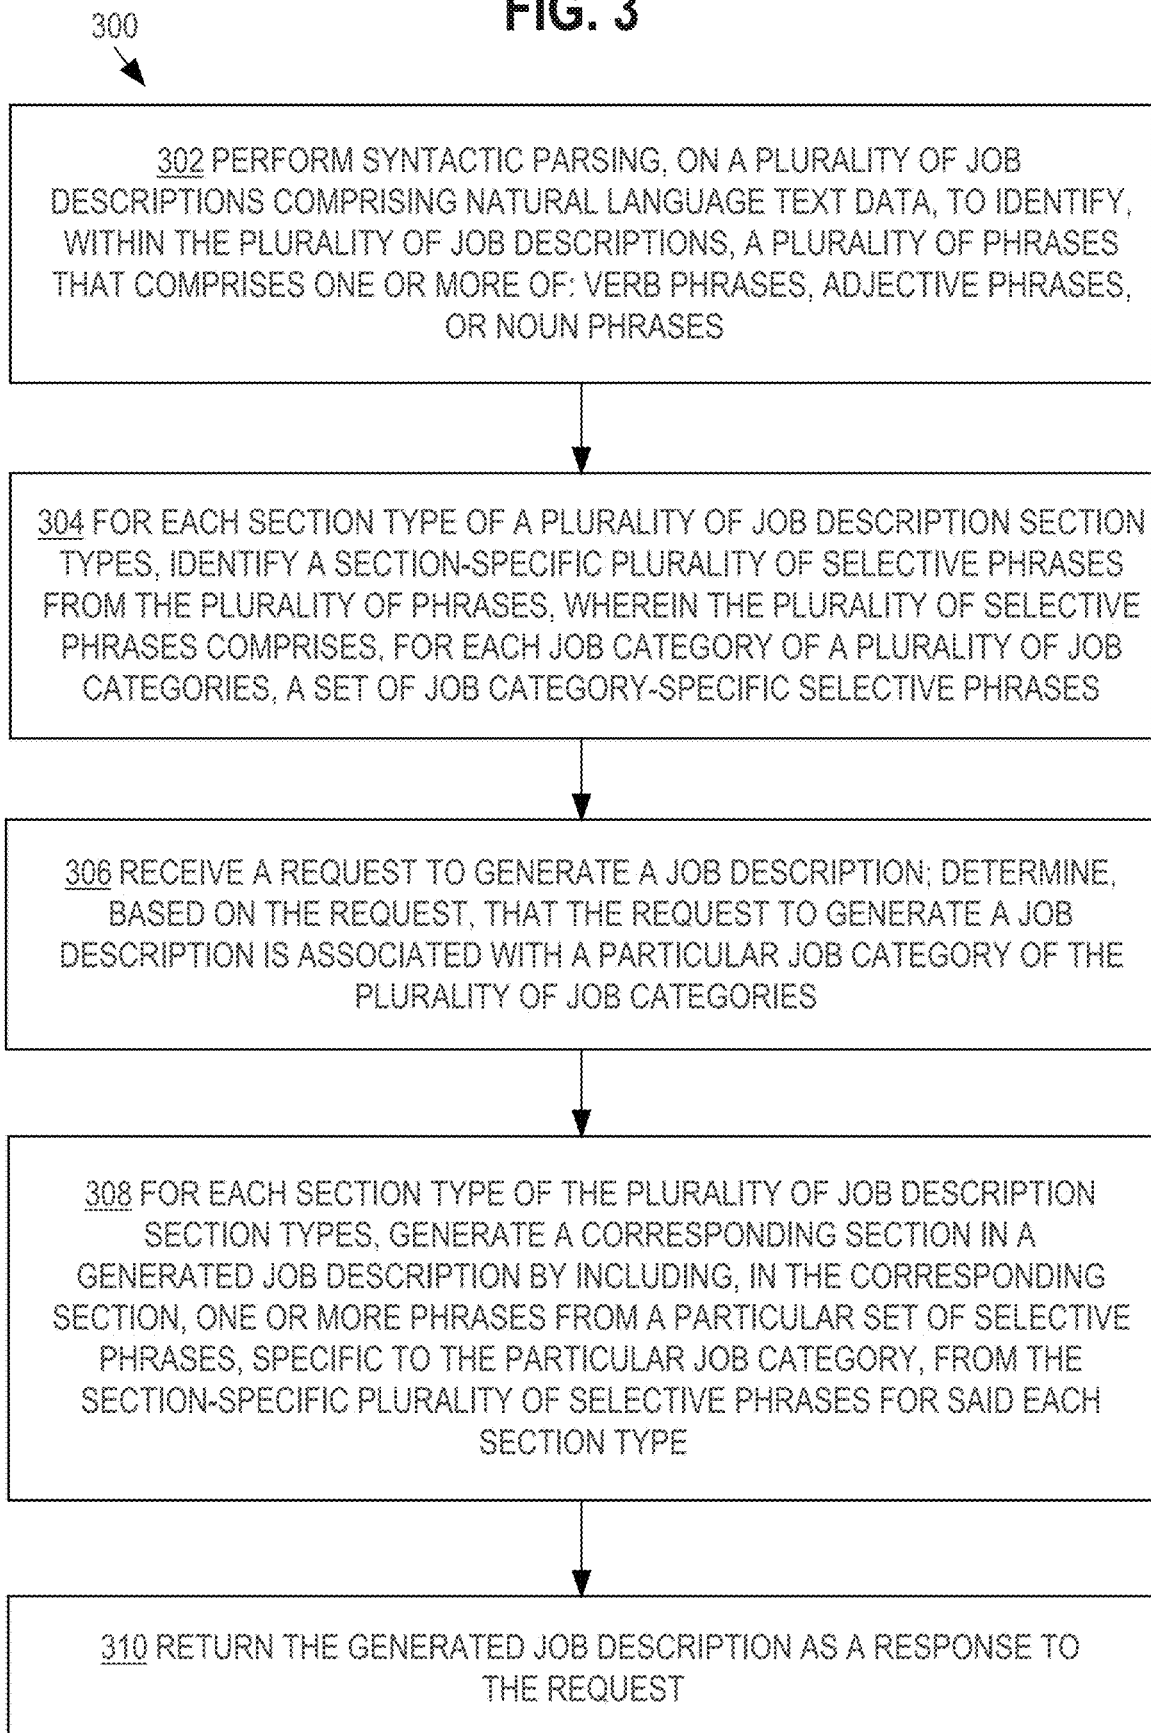 FIG. 3
300
302 PERFORM SYNTACTIC PARSING, ON A PLURALITY OF JOB
DESCRIPTIONS COMPRISING NATURAL LANGUAGE TEXT DATA, TO IDENTIFY,
WITHIN THE PLURALITY OF JOB DESCRIPTIONS, A PLURALITY OF PHRASES
THAT COMPRISES ONE OR MORE OF: VERB PHRASES, ADJECTIVE PHRASES,
OR NOUN PHRASES
304 FOR EACH SECTION TYPE OF A PLURALITY OF JOB DESCRIPTION SECTION
TYPES, IDENTIFY A SECTION-SPECIFIC PLURALITY OF SELECTIVE PHRASES
FROM THE PLURALITY OF PHRASES, WHEREIN THE PLURALITY OF SELECTIVE
PHRASES COMPRISES, FOR EACH JOB CATEGORY OF A PLURALITY OF JOB
CATEGORIES, A SET OF JOB CATEGORY-SPECIFIC SELECTIVE PHRASES
306 RECEIVE A REQUEST TO GENERATE A JOB DESCRIPTION; DETERMINE,
BASED ON THE REQUEST, THAT THE REQUEST TO GENERATE A JOB
DESCRIPTION IS ASSOCIATED WITH A PARTICULAR JOB CATEGORY OF THE
PLURALITY OF JOB CATEGORIES
308 FOR EACH SECTION TYPE OF THE PLURALITY OF JOB DESCRIPTION
SECTION TYPES, GENERATE A CORRESPONDING SECTION IN A
GENERATED JOB DESCRIPTION BY INCLUDING, IN THE CORRESPONDING
SECTION, ONE OR MORE PHRASES FROM A PARTICULAR SET OF SELECTIVE
PHRASES, SPECIFIC TO THE PARTICULAR JOB CATEGORY, FROM THE
SECTION-SPECIFIC PLURALITY OF SELECTIVE PHRASES FOR SAID EACH
SECTION TYPE
310 RETURN THE GENERATED JOB DESCRIPTION AS A RESPONSE TO
THE REQUEST